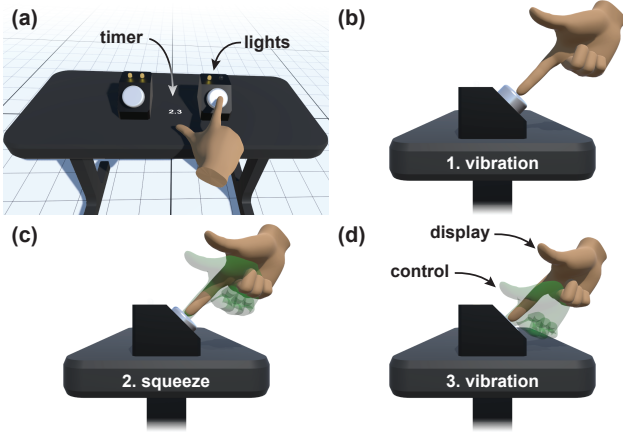 (a)
timer
lights
2.3
(b)
1. vibration
(c)
2. squeeze
(d)
display
control
3. vibration